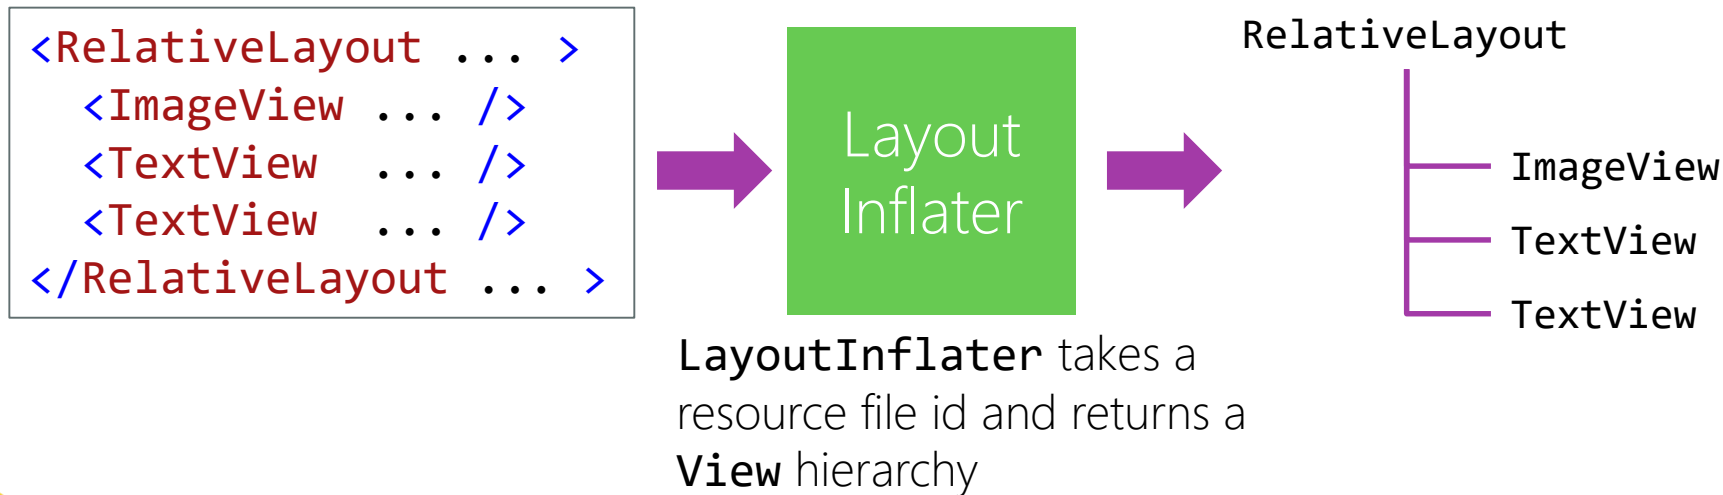 <RelativeLayout ... >
<ImageView ... />
<TextView ... />
<TextView ... />
</RelativeLayout ... >
Layout
Inflater
LayoutInflater takes a
resource file id and returns a
View hierarchy
RelativeLayout
ImageView
TextView
TextView